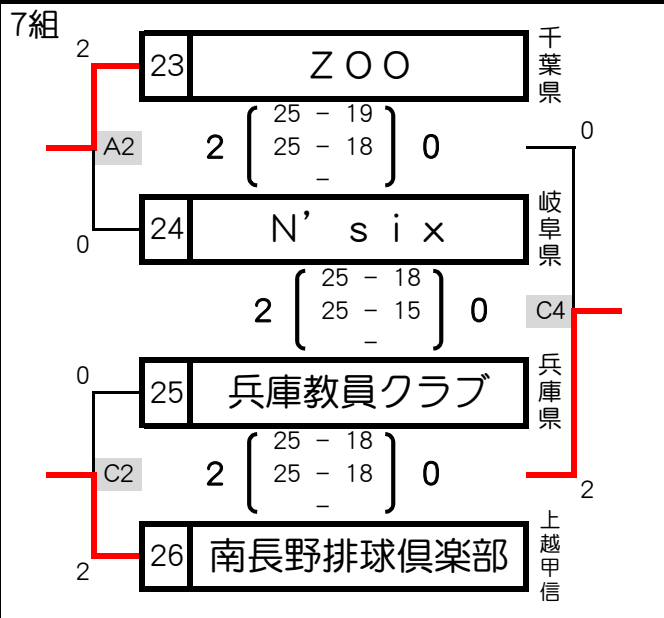 7組
2
23 ZOO 千葉県
25 - 19
A2 2 25 - 18 0
-
0
0
24 N' six 岐阜県
25 - 18
2 25 - 15 0 C4
-
0
25 兵庫教員クラブ 兵庫県
25 - 18
C2 2 25 - 18 0
-
2
2
26 南長野排球倶楽部 上越甲信